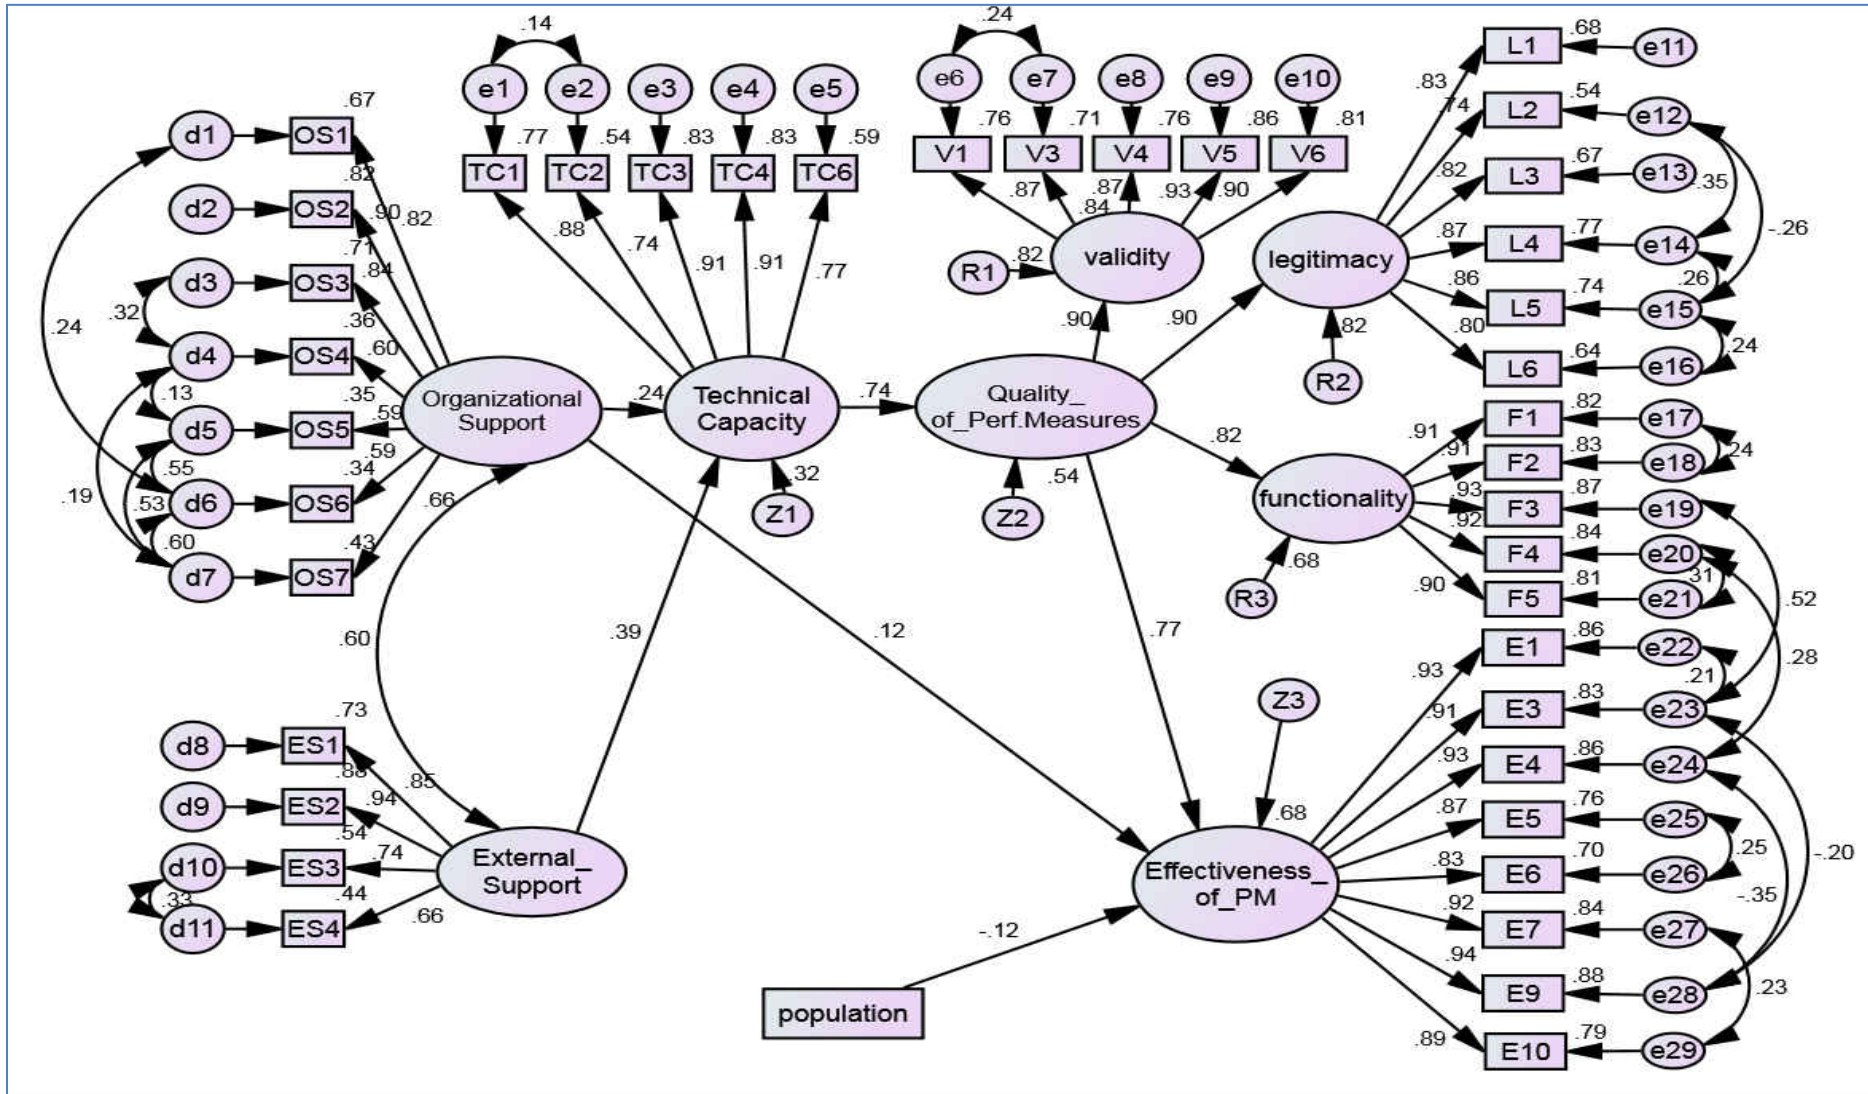 .14
.24
e1
e2
e3
e4
e5
e6
e7
e8
e9
e10
.77
.54
.83
.83
.59
.76
.71
.76
.86
.81
TC1
TC2
TC3
TC4
TC6
V1
V3
V4
V5
V6
.88
.74
.91
.91
.77
.87
.84
.87
.93
.90
d1
OS1
.67
d2
OS2
.82
d3
OS3
.71
d4
OS4
.36
d5
OS5
.35
d6
OS6
.34
d7
OS7
.43
.82
.90
.84
.60
.59
.59
.66
.24
.32
.13
.19
.55
.53
.60
Organizational
Support
.24
Technical
Capacity
.32
Z1
.74
Quality_
of_Perf.Measures
.54
Z2
R1
.82
validity
.90
.90
legitimacy
.82
R2
.82
functionality
.68
R3
.83
.74
.82
.87
.86
.80
L1
.68
e11
L2
.54
e12
L3
.67
e13
L4
.77
e14
L5
.74
e15
L6
.64
e16
-.35
-.26
.26
.24
.91
.91
.93
.92
.90
F1
.82
e17
F2
.83
e18
F3
.87
e19
F4
.84
e20
F5
.81
e21
.24
.31
.52
.28
.60
.39
.12
.77
d8
ES1
.73
d9
ES2
.88
d10
ES3
.54
d11
ES4
.44
.33
.85
.94
.74
.66
External_
Support
Z3
.68
Effectiveness_
of_PM
-.12
population
.93
.91
.93
.87
.83
.92
.94
.89
E1
.86
e22
E3
.83
e23
E4
.86
e24
E5
.76
e25
E6
.70
e26
E7
.84
e27
E9
.88
e28
E10
.79
e29
.21
.25
-.20
-.35
.23